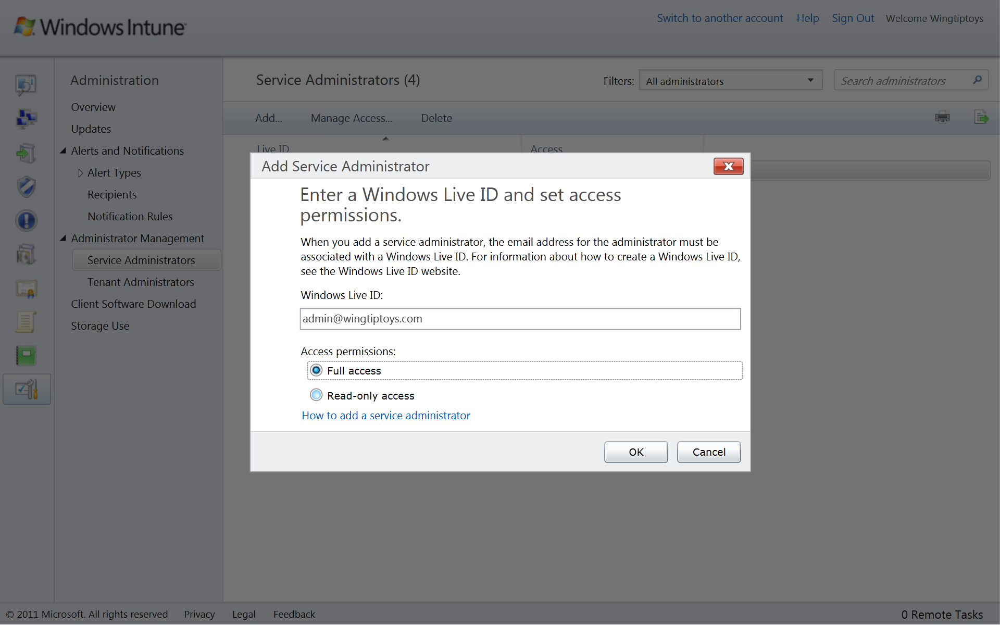 Windows Intune
Switch to another account Help Sign Out Welcome Wingtiptoys
Administration
Overview
Updates
Alerts and Notifications
Alert Types
Recipients
Notification Rules
Administrator Management
Service Administrators
Tenant Administrators
Client Software Download
Storage Use
Service Administrators (4)
Filters: All administrators Search administrators
Add... Manage Access... Delete
Live ID Access
Add Service Administrator
Enter a Windows Live ID and set access
permissions.
When you add a service administrator, the email address for the administrator must be
associated with a Windows Live ID. For information about how to create a Windows Live ID,
see the Windows Live ID website.
Windows Live ID:
admin@wingtiptoys.com
Access permissions:
Full access
Read-only access
How to add a service administrator
OK Cancel
© 2011 Microsoft. All rights reserved Privacy Legal Feedback 0 Remote Tasks